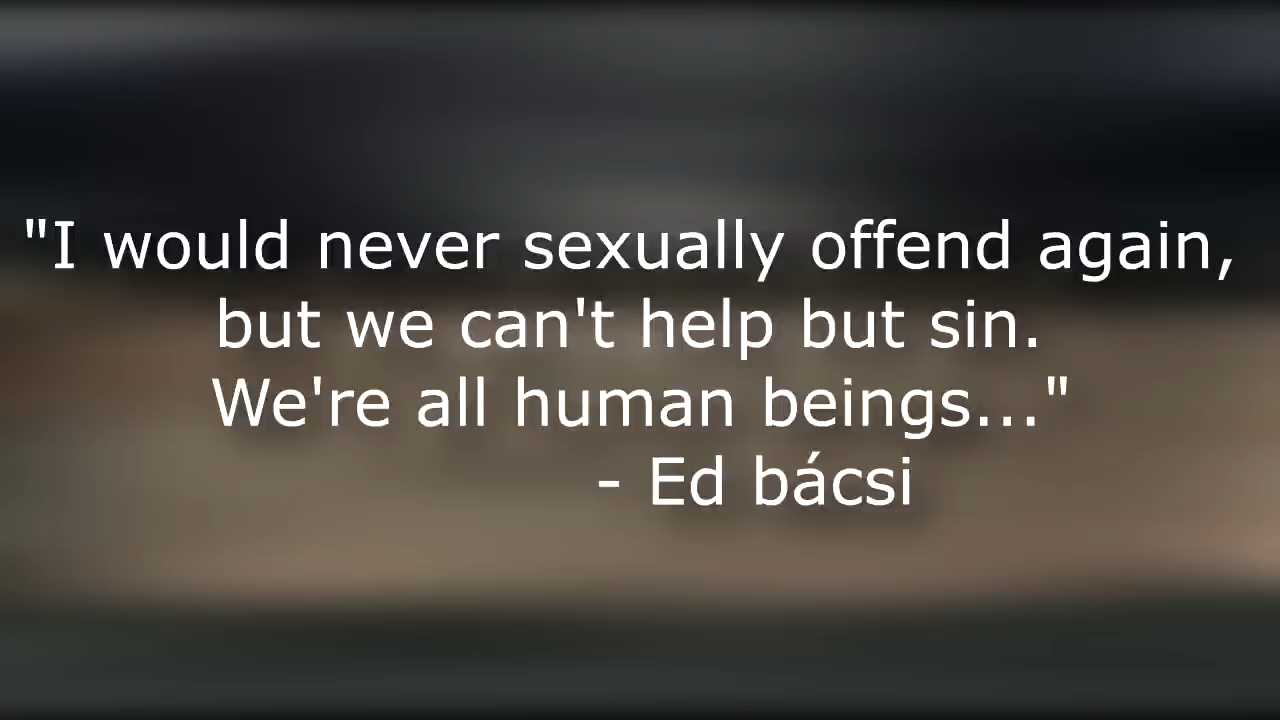 "I would never sexually offend again,
but we can't help but sin.
We're all human beings..."
- Ed bácsi